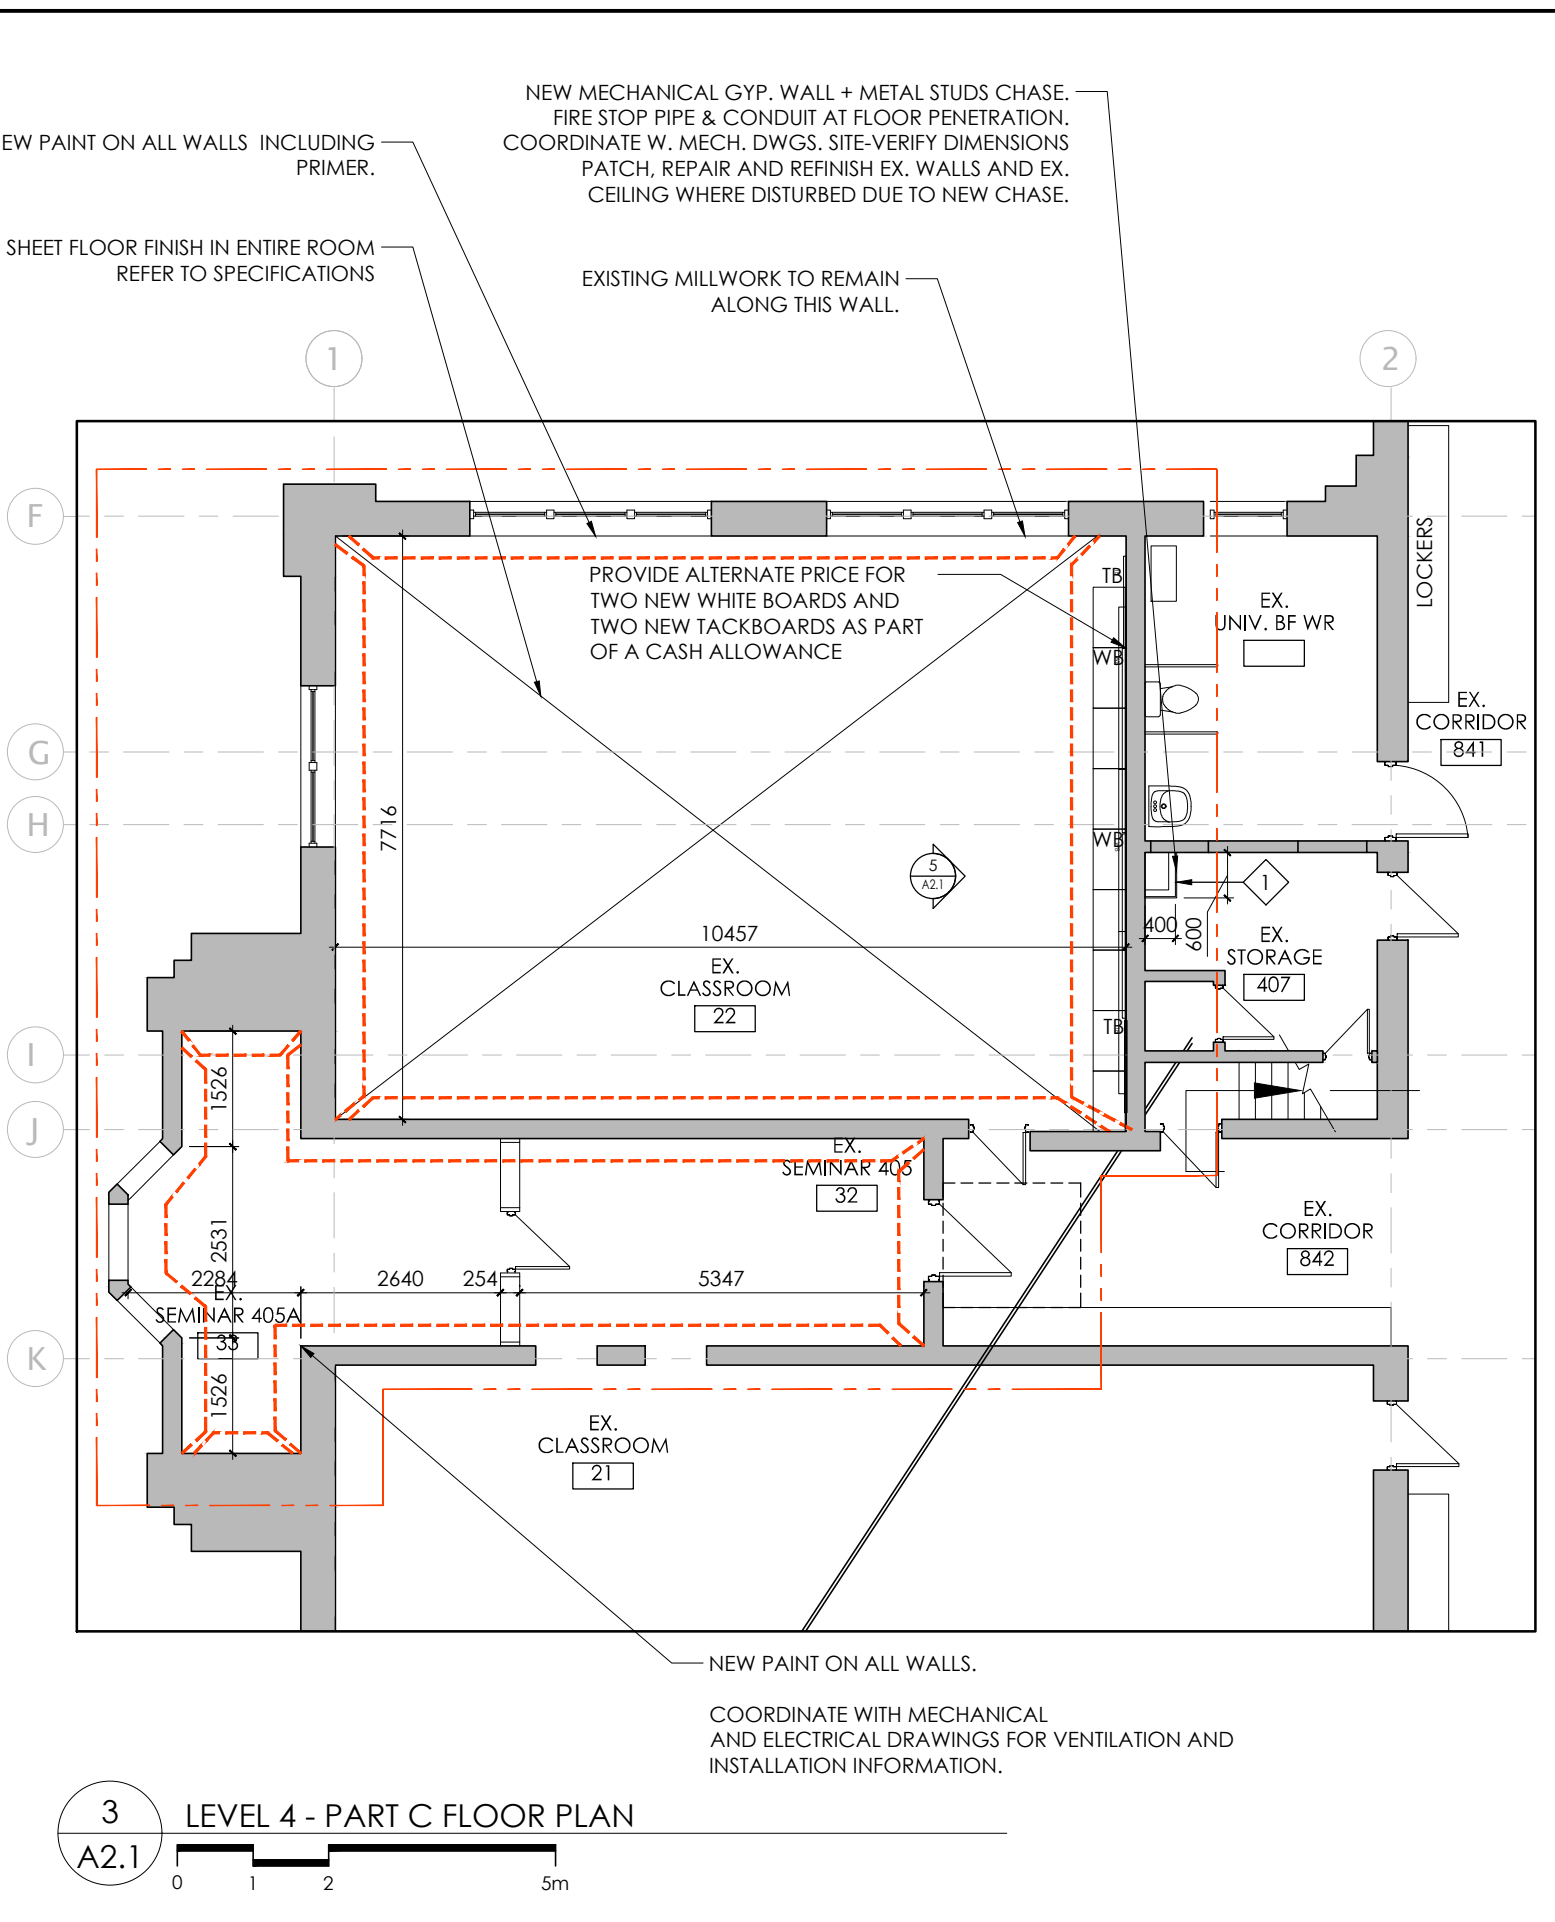 NEW MECHANICAL GYP. WALL + METAL STUDS CHASE.
FIRE STOP PIPE & CONDUIT AT FLOOR PENETRATION.
COORDINATE W. MECH. DWGS. SITE-VERIFY DIMENSIONS
PATCH, REPAIR AND REFINISH EX. WALLS AND EX.
CEILING WHERE DISTURBED DUE TO NEW CHASE.
EW PAINT ON ALL WALLS INCLUDING
PRIMER.
SHEET FLOOR FINISH IN ENTIRE ROOM
REFER TO SPECIFICATIONS
EXISTING MILLWORK TO REMAIN
ALONG THIS WALL.
1
2
F
G
H
I
J
K
PROVIDE ALTERNATE PRICE FOR
TWO NEW WHITE BOARDS AND
TWO NEW TACKBOARDS AS PART
OF A CASH ALLOWANCE
TB
WB
WB
TB
EX.
UNIV. BF WR
LOCKERS
EX.
CORRIDOR
841
7716
5
A2.1
1
10457
400
600
EX.
CLASSROOM
22
EX.
STORAGE
407
1526
EX.
SEMINAR 405
32
2531
2284
2640
254
5347
EX.
CORRIDOR
842
EX.
SEMINAR 405A
33
1526
EX.
CLASSROOM
21
NEW PAINT ON ALL WALLS.
COORDINATE WITH MECHANICAL
AND ELECTRICAL DRAWINGS FOR VENTILATION AND
INSTALLATION INFORMATION.
3
A2.1
LEVEL 4 - PART C FLOOR PLAN
0
1
2
5m